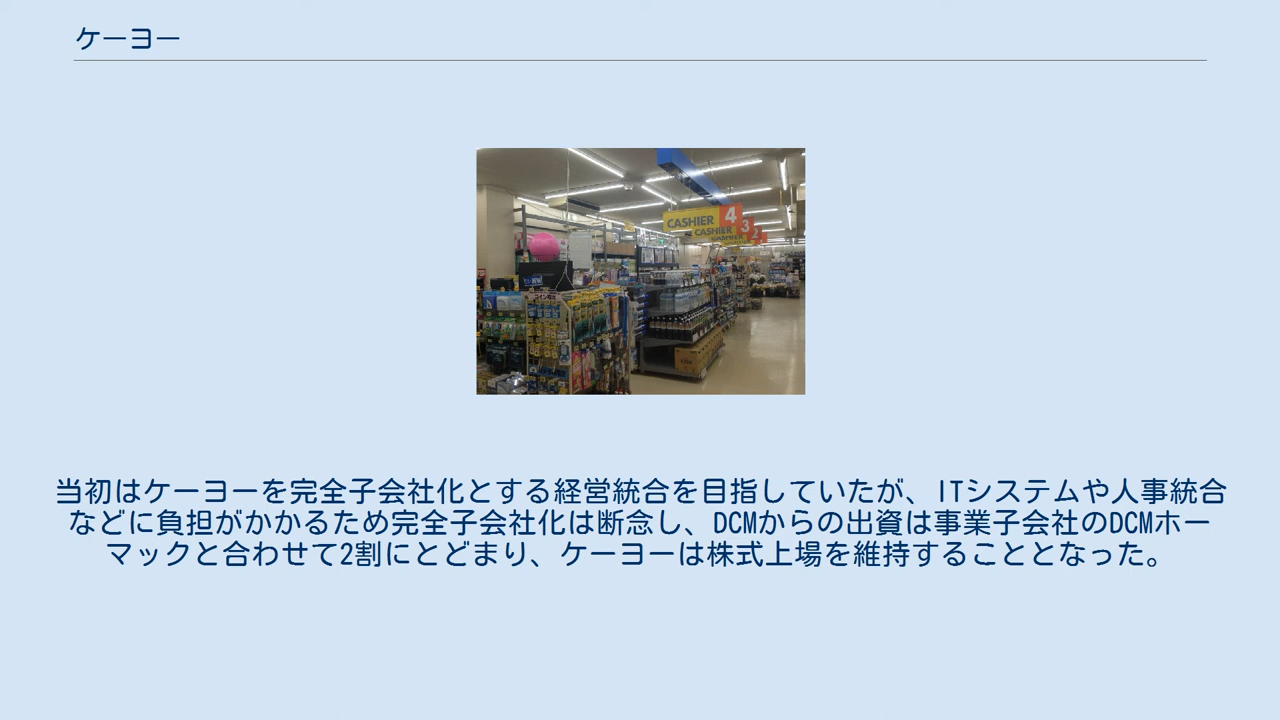 ケーヨー
CASHIER 4
CASHIER 3
当初はケーヨーを完全子会社化とする経営統合を目指していたが、ITシステムや人事統合
などに負担がかかるため完全子会社化は断念し、DCMからの出資は事業子会社のDCMホー
マックと合わせて2割にとどまり、ケーヨーは株式上場を維持することとなった。